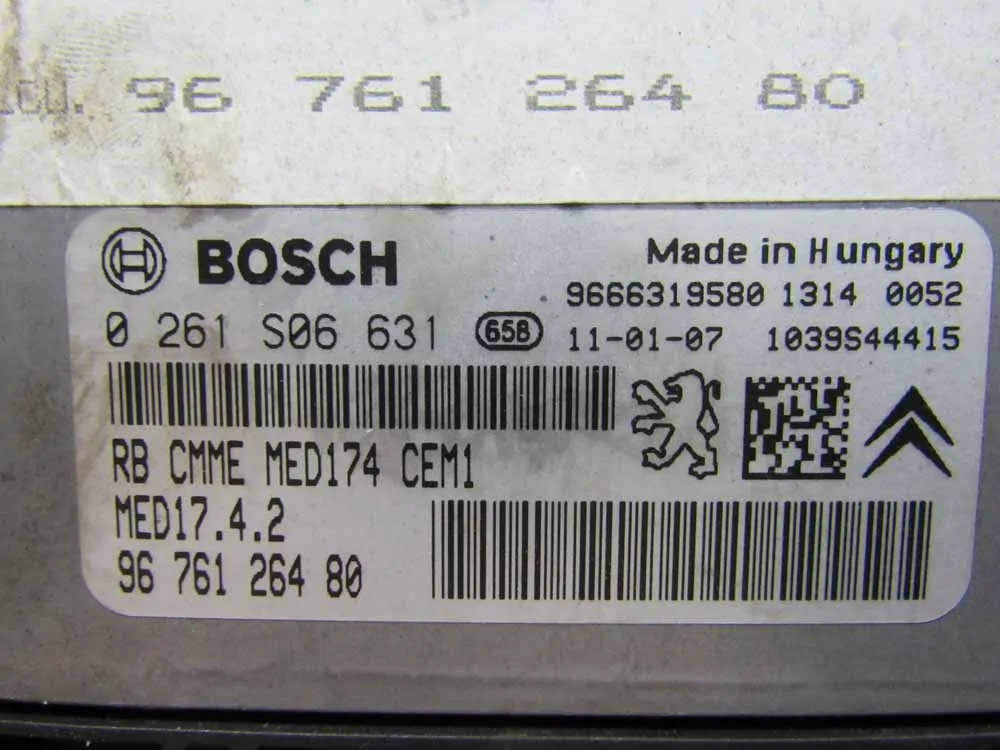 96 761 264 80
BOSCH
Made in Hungary
9666319580 1314 0052
0 261 S06 631 65B
11-01-07 1039S44415
RB CMME MED174 CEM1
MED17.4.2
96 761 264 80